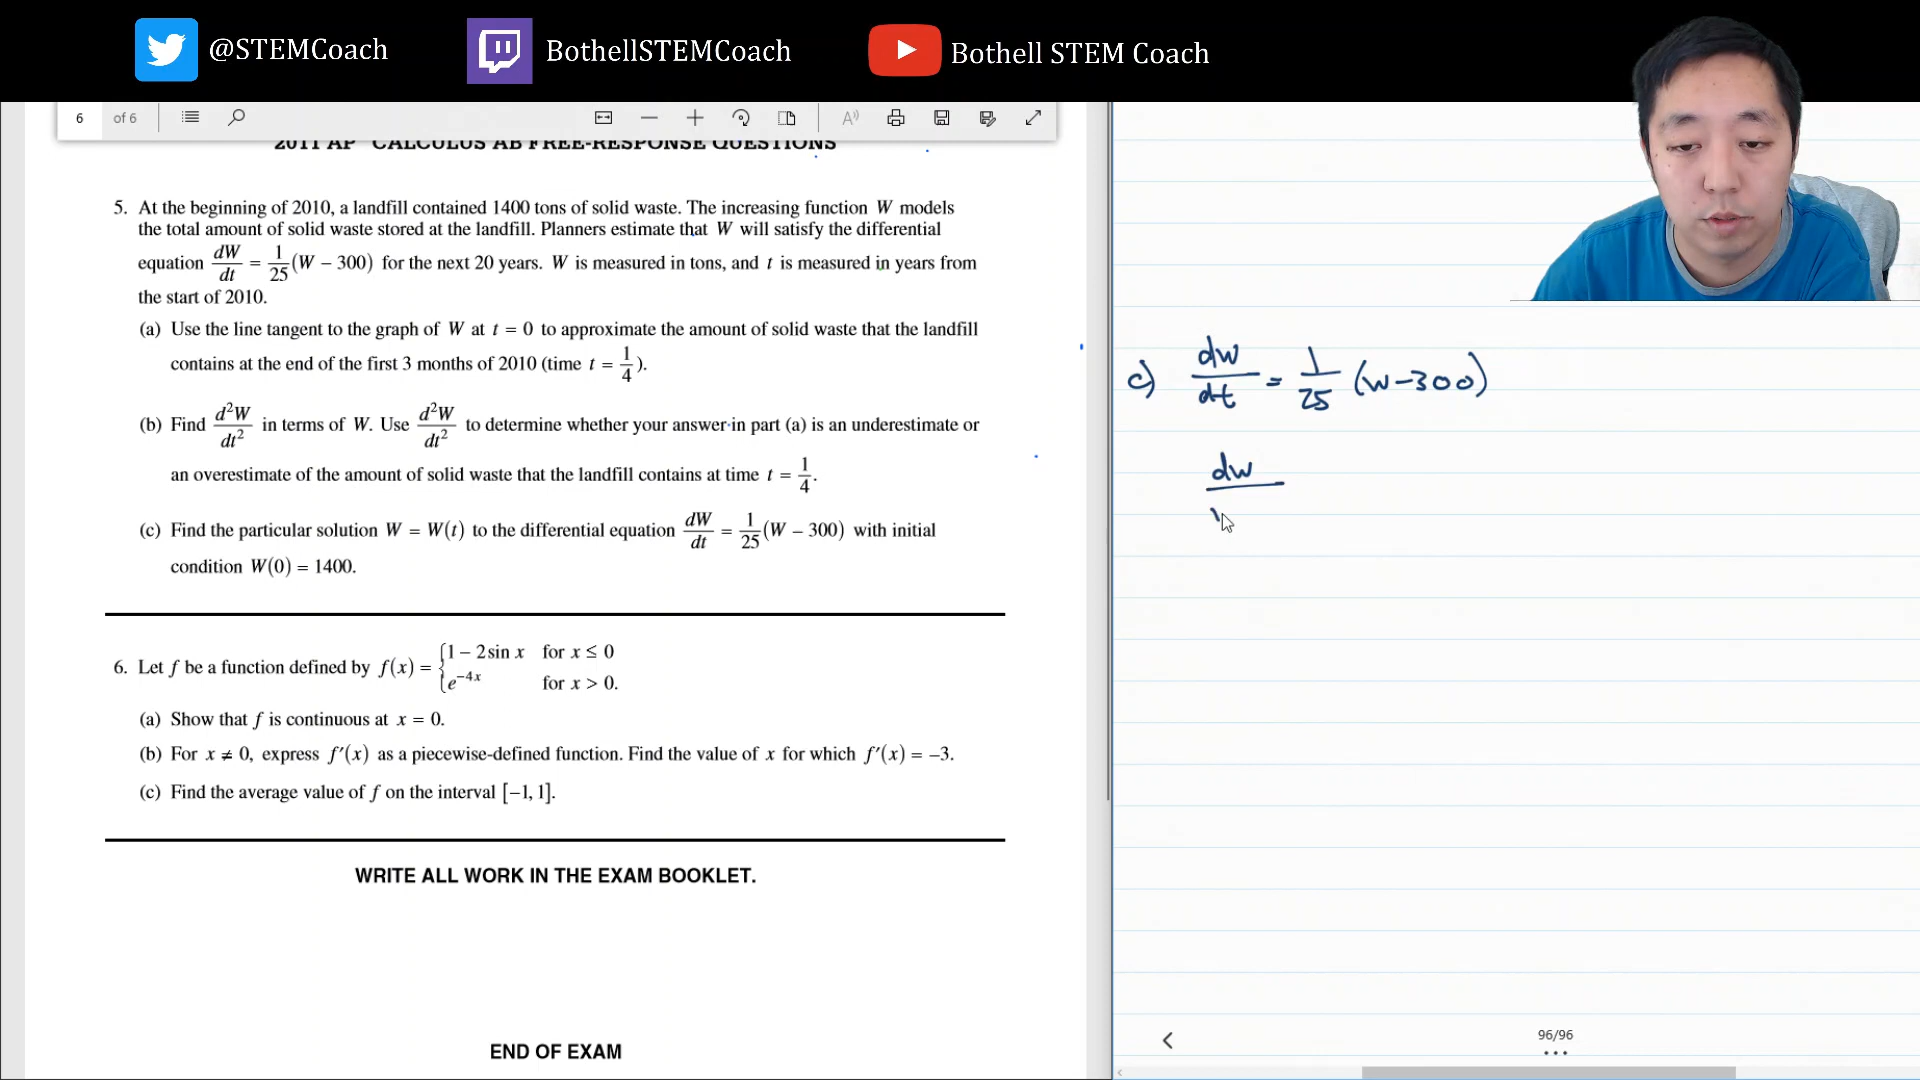 @STEMCoach BothellSTEMCoach Bothell STEM Coach
6 of 6
2011 AP CALCULUS AB FREE-RESPONSE QUESTIONS
5. At the beginning of 2010, a landfill contained 1400 tons of solid waste. The increasing function W models
the total amount of solid waste stored at the landfill. Planners estimate that W will satisfy the differential
equation dW/dt = 1/25 (W − 300) for the next 20 years. W is measured in tons, and t is measured in years from
the start of 2010.
(a) Use the line tangent to the graph of W at t = 0 to approximate the amount of solid waste that the landfill
contains at the end of the first 3 months of 2010 (time t = 1/4).
(b) Find d²W/dt² in terms of W. Use d²W/dt² to determine whether your answer in part (a) is an underestimate or
an overestimate of the amount of solid waste that the landfill contains at time t = 1/4.
(c) Find the particular solution W = W(t) to the differential equation dW/dt = 1/25 (W − 300) with initial
condition W(0) = 1400.
6. Let f be a function defined by f(x) = { 1 − 2 sin x for x ≤ 0
e^−4x for x > 0.
(a) Show that f is continuous at x = 0.
(b) For x ≠ 0, express f′(x) as a piecewise-defined function. Find the value of x for which f′(x) = −3.
(c) Find the average value of f on the interval [−1, 1].
WRITE ALL WORK IN THE EXAM BOOKLET.
END OF EXAM
c) dw/dt = 1/25 (w-300)
dw
96/96